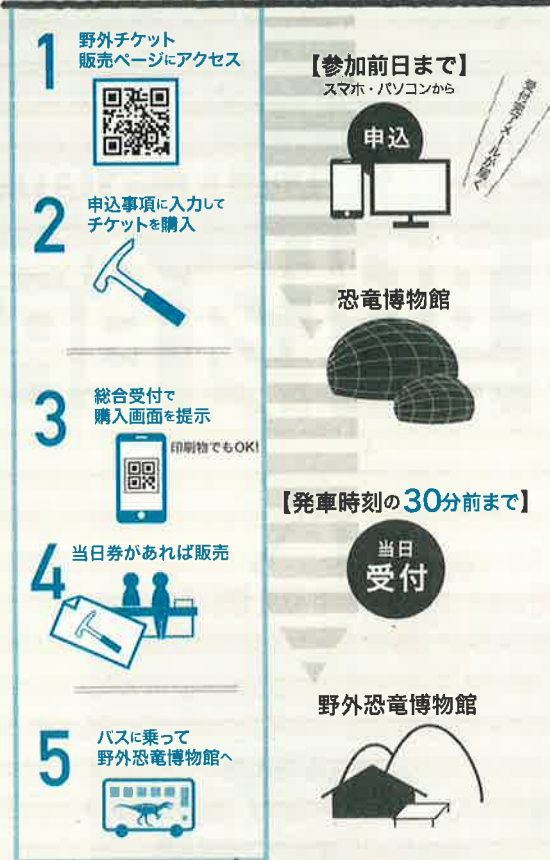 1
野外チケット
販売ページにアクセス
2
申込事項に入力して
チケットを購入
3
総合受付で
購入画面を提示
印刷物でもOK!
4
当日券があれば販売
5
バスに乗って
野外恐竜博物館へ
【参加前日まで】
スマホ・パソコンから
申込
受付完了メールが届く
恐竜博物館
【発車時刻の30分前まで】
当日
受付
野外恐竜博物館